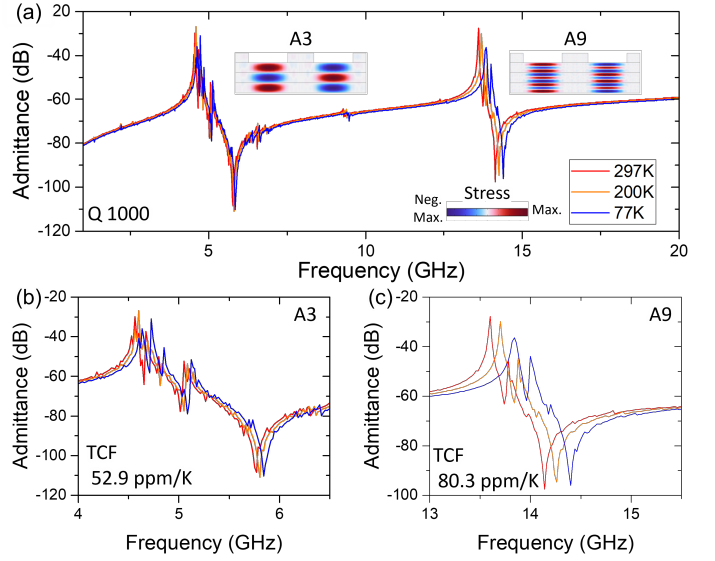 (a)
-20
-40
-60
-80
-100
-120
Admittance (dB)
A3
A9
Q 1000
Neg.
Max.
Stress
Max.
297K
200K
77K
5
10
15
20
Frequency (GHz)
(b)
-20
-40
-60
-80
-100
-120
Admittance (dB)
A3
TCF
52.9 ppm/K
4
5
6
Frequency (GHz)
(c)
-20
-40
-60
-80
-100
Admittance (dB)
A9
TCF
80.3 ppm/K
13
14
15
Frequency (GHz)